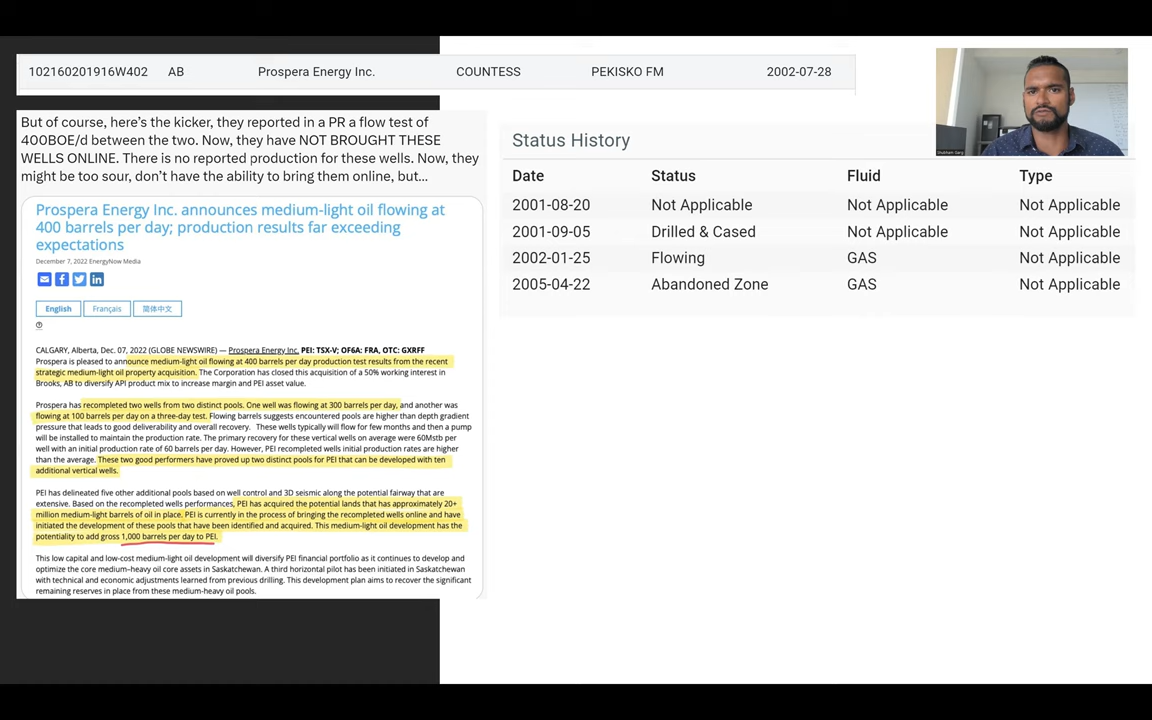 102160201916W402 AB Prospera Energy Inc. COUNTESS PEKISKO FM 2002-07-28
But of course, here's the kicker, they reported in a PR a flow test of
400BOE/d between the two. Now, they have NOT BROUGHT THESE
WELLS ONLINE. There is no reported production for these wells. Now, they
might be too sour, don't have the ability to bring them online, but...
Prospera Energy Inc. announces medium-light oil flowing at
400 barrels per day; production results far exceeding
expectations
December 7, 2022 EnergyNow Media
English Français 简体中文
CALGARY, Alberta, Dec. 07, 2022 (GLOBE NEWSWIRE) — Prospera Energy Inc. PEI: TSX-V; OF6A: FRA, OTC: GXRFF
Prospera is pleased to announce medium-light oil flowing at 400 barrels per day production test results from the recent
strategic medium-light oil property acquisition. The Corporation has closed this acquisition of a 50% working interest in
Brooks, AB to diversify API product mix to increase margin and PEI asset value.
Prospera has recompleted two wells from two distinct pools. One well was flowing at 300 barrels per day, and another was
flowing at 100 barrels per day on a three-day test. Flowing barrels suggests encountered pools are higher than depth gradient
pressure that leads to good deliverability and overall recovery. These wells typically will flow for few months and then a pump
will be installed to maintain the production rate. The primary recovery for these vertical wells on average were 60Mstb per
well with an initial production rate of 60 barrels per day. However, PEI recompleted wells initial production rates are higher
than the average. These two good performers have proved up two distinct pools for PEI that can be developed with ten
additional vertical wells.
PEI has delineated five other additional pools based on well control and 3D seismic along the potential fairway that are
extensive. Based on the recompleted wells performances, PEI has acquired the potential lands that has approximately 20+
million medium-light barrels of oil in place. PEI is currently in the process of bringing the recompleted wells online and have
initiated the development of these pools that have been identified and acquired. This medium-light oil development has the
potentiality to add gross 1,000 barrels per day to PEI.
This low capital and low-cost medium-light oil development will diversify PEI financial portfolio as it continues to develop and
optimize the core medium–heavy oil core assets in Saskatchewan. A third horizontal pilot has been initiated in Saskatchewan
with technical and economic adjustments learned from previous drilling. This development plan aims to recover the significant
remaining reserves in place from these medium-heavy oil pools.
Status History
Date Status Fluid Type
2001-08-20 Not Applicable Not Applicable Not Applicable
2001-09-05 Drilled & Cased Not Applicable Not Applicable
2002-01-25 Flowing GAS Not Applicable
2005-04-22 Abandoned Zone GAS Not Applicable